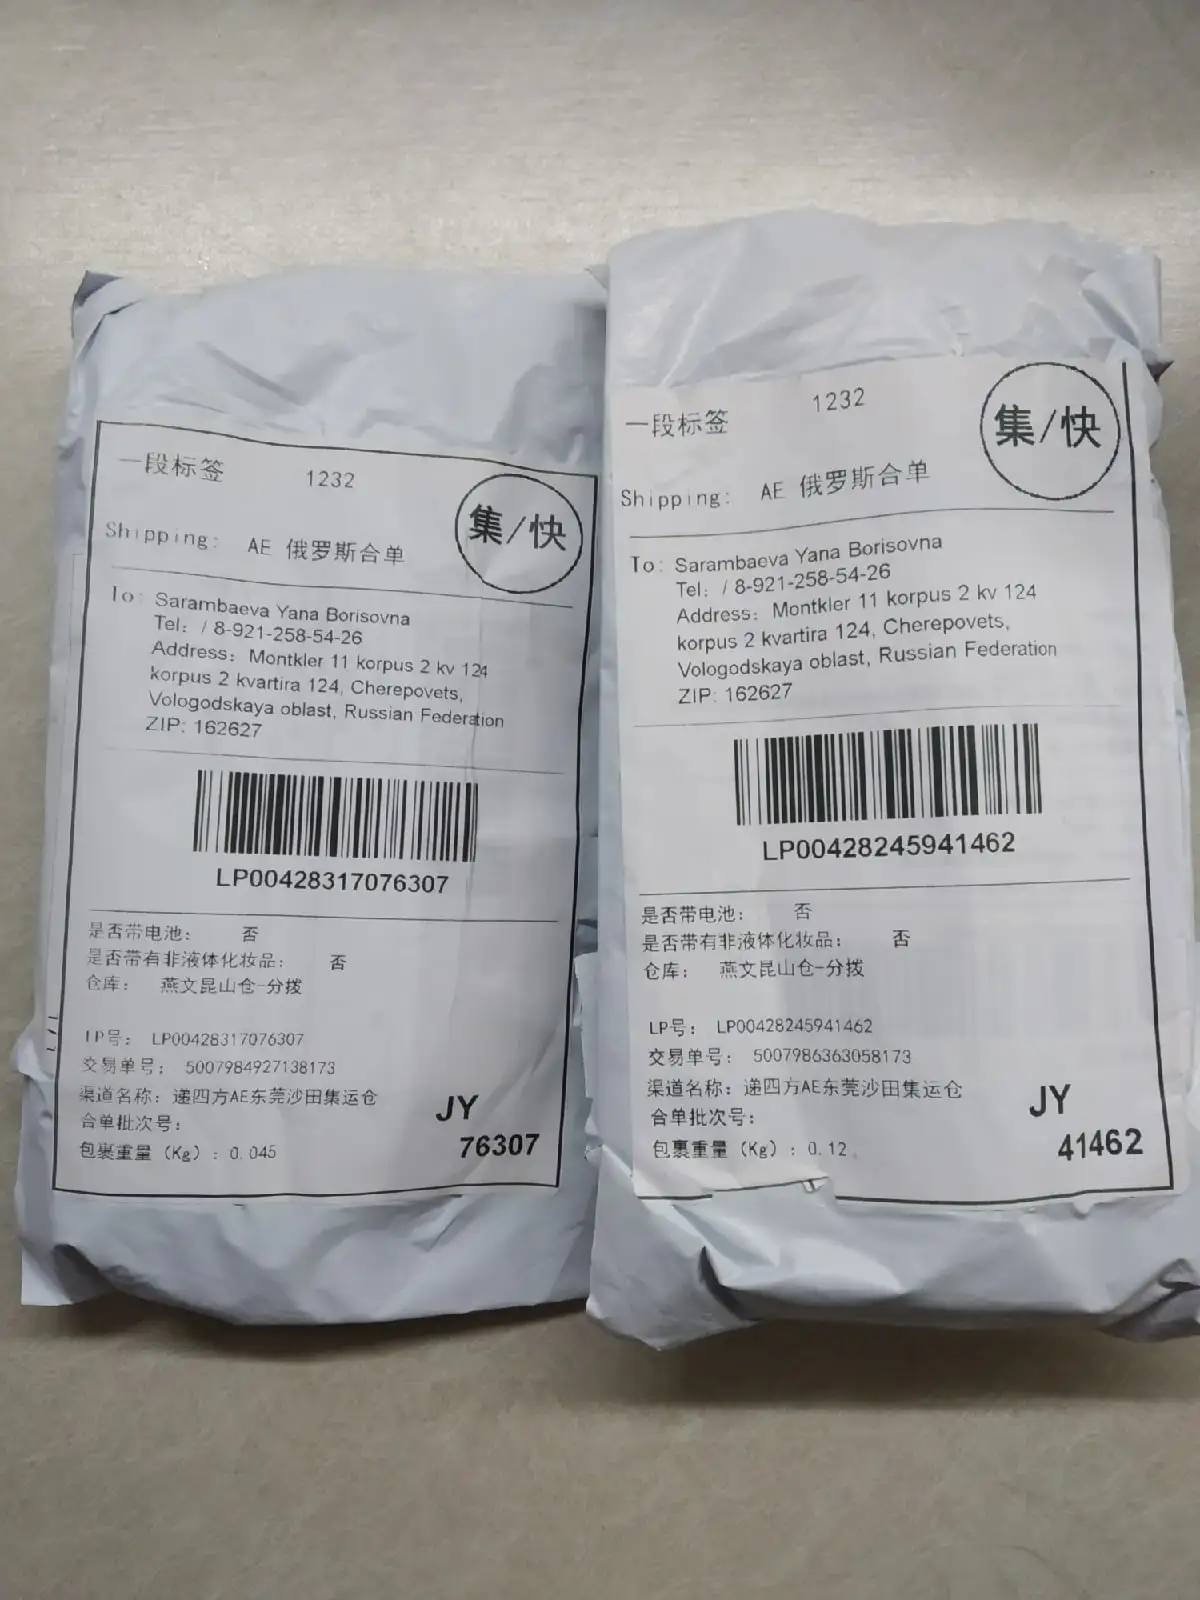 一段标签 1232
集/快
Shipping: AE 俄罗斯合单
To: Sarambaeva Yana Borisovna
Tel: / 8-921-258-54-26
Address: Montkler 11 korpus 2 kv 124
korpus 2 kvartira 124, Cherepovets,
Vologodskaya oblast, Russian Federation
ZIP: 162627
LP00428317076307
是否带电池: 否
是否带有非液体化妆品: 否
仓库: 燕文昆山仓-分拨
LP号: LP00428317076307
交易单号: 5007984927138173
渠道名称: 递四方AE东莞沙田集运仓
合单批次号:
JY
包裹重量 (Kg) : 0.045
76307
一段标签 1232
集/快
Shipping: AE 俄罗斯合单
To: Sarambaeva Yana Borisovna
Tel: / 8-921-258-54-26
Address: Montkler 11 korpus 2 kv 124
korpus 2 kvartira 124, Cherepovets,
Vologodskaya oblast, Russian Federation
ZIP: 162627
LP00428245941462
是否带电池: 否
是否带有非液体化妆品: 否
仓库: 燕文昆山仓-分拨
LP号: LP00428245941462
交易单号: 5007986363058173
渠道名称: 递四方AE东莞沙田集运仓
合单批次号:
JY
包裹重量 (Kg) : 0.12
41462